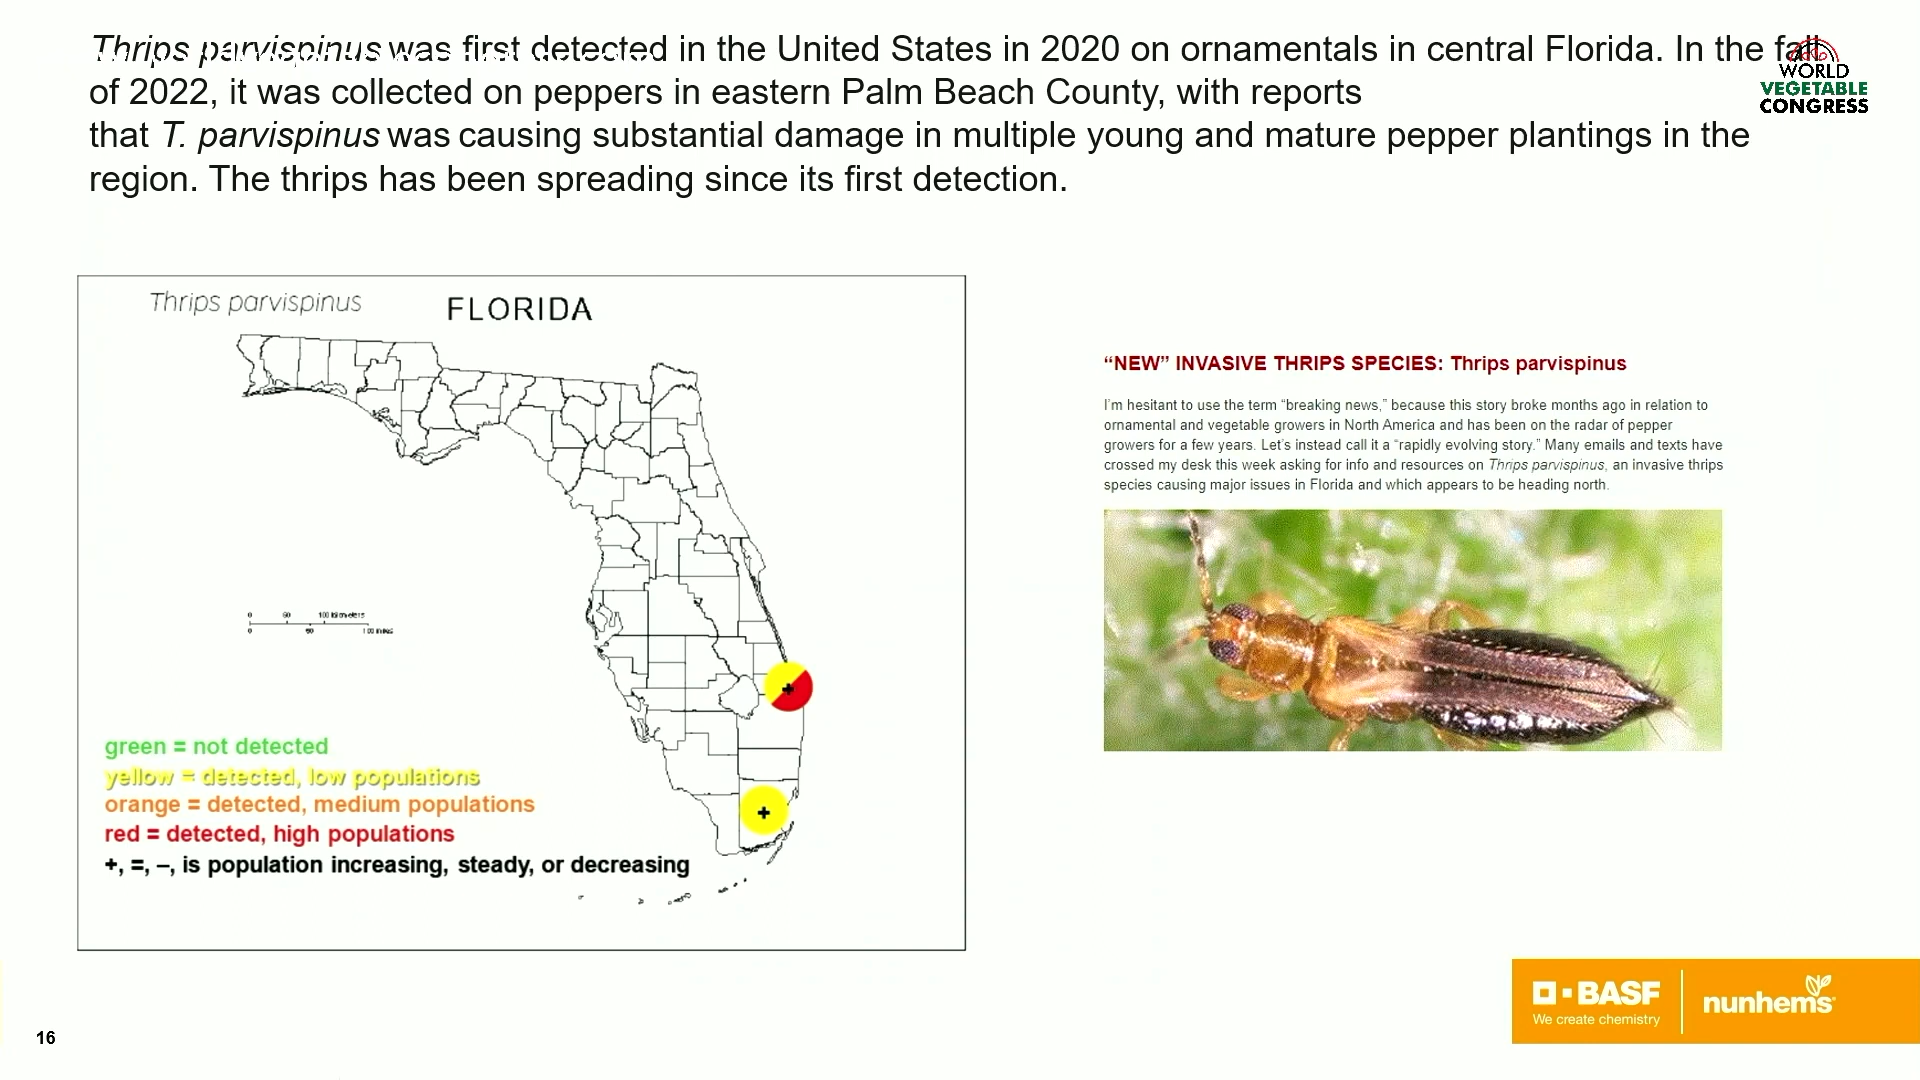 Thrips parvispinus was first detected in the United States in 2020 on ornamentals in central Florida. In the fall
of 2022, it was collected on peppers in eastern Palm Beach County, with reports
that T. parvispinus was causing substantial damage in multiple young and mature pepper plantings in the
region. The thrips has been spreading since its first detection.
WORLD
VEGETABLE
CONGRESS
Thrips parvispinus
FLORIDA
0 50 100 kilometers
0 50 100 miles
green = not detected
yellow = detected, low populations
orange = detected, medium populations
red = detected, high populations
+, =, –, is population increasing, steady, or decreasing
+
+
“NEW” INVASIVE THRIPS SPECIES: Thrips parvispinus
I’m hesitant to use the term “breaking news,” because this story broke months ago in relation to
ornamental and vegetable growers in North America and has been on the radar of pepper
growers for a few years. Let’s instead call it a “rapidly evolving story.” Many emails and texts have
crossed my desk this week asking for info and resources on Thrips parvispinus, an invasive thrips
species causing major issues in Florida and which appears to be heading north.
BASF
We create chemistry
nunhems
16